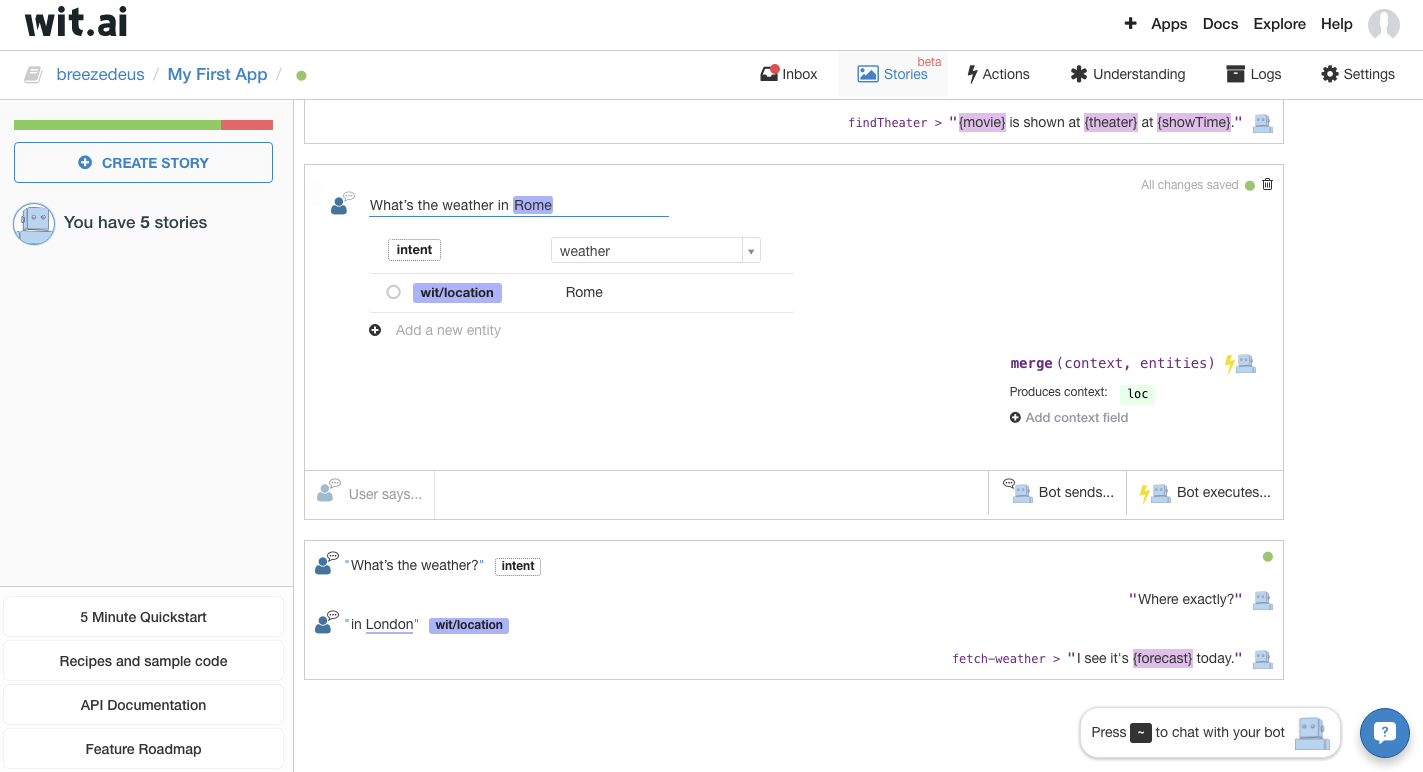 wit.ai
+ Apps Docs Explore Help
breezedeus / My First App /
Inbox Stories beta Actions Understanding Logs Settings
CREATE STORY
You have 5 stories
5 Minute Quickstart
Recipes and sample code
API Documentation
Feature Roadmap
findTheater > "{movie} is shown at {theater} at {showTime}."
All changes saved
What's the weather in Rome
intent weather
wit/location Rome
Add a new entity
merge(context, entities)
Produces context: loc
Add context field
User says... Bot sends... Bot executes...
"What's the weather?" intent
"Where exactly?"
"in London" wit/location
fetch-weather > "I see it's {forecast} today."
Press ~ to chat with your bot
?